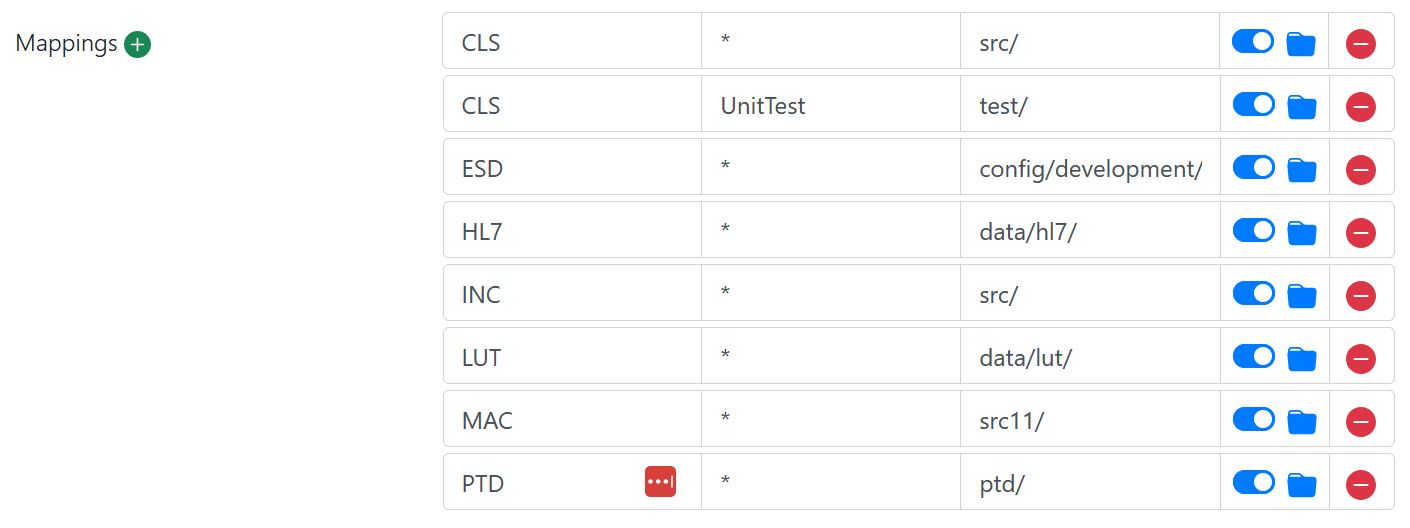 Mappings CLS * src/
CLS UnitTest test/
ESD * config/development/
HL7 * data/hl7/
INC * src/
LUT * data/lut/
MAC * src11/
PTD * ptd/